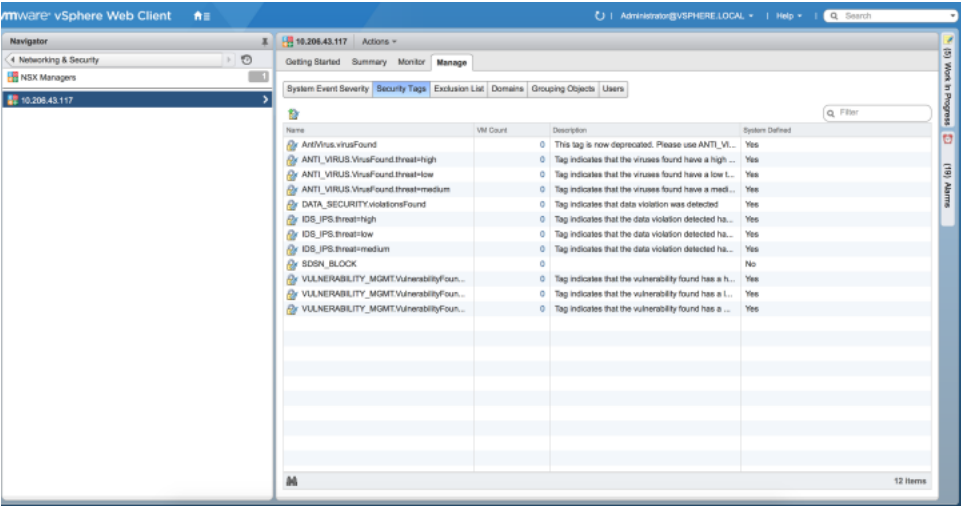 vmware® vSphere Web Client
Administrator@VSPHERE.LOCAL
Help
Search
Navigator
Networking & Security
NSX Managers 1
10.206.43.117
10.206.43.117 Actions
Getting Started Summary Monitor Manage
System Event Severity Security Tags Exclusion List Domains Grouping Objects Users
Filter
Name VM Count Description System Defined
AntiVirus.virusFound 0 This tag is now deprecated. Please use ANTI_VI... Yes
ANTI_VIRUS.VirusFound.threat=high 0 Tag indicates that the viruses found have a high ... Yes
ANTI_VIRUS.VirusFound.threat=low 0 Tag indicates that the viruses found have a low t... Yes
ANTI_VIRUS.VirusFound.threat=medium 0 Tag indicates that the viruses found have a medi... Yes
DATA_SECURITY.violationsFound 0 Tag indicates that data violation was detected Yes
IDS_IPS.threat=high 0 Tag indicates that the data violation detected ha... Yes
IDS_IPS.threat=low 0 Tag indicates that the data violation detected ha... Yes
IDS_IPS.threat=medium 0 Tag indicates that the data violation detected ha... Yes
SDSN_BLOCK 0 No
VULNERABILITY_MGMT.VulnerabilityFoun... 0 Tag indicates that the vulnerability found has a h... Yes
VULNERABILITY_MGMT.VulnerabilityFoun... 0 Tag indicates that the vulnerability found has a l... Yes
VULNERABILITY_MGMT.VulnerabilityFoun... 0 Tag indicates that the vulnerability found has a ... Yes
12 items
(5) Work In Progress
(19) Alarms